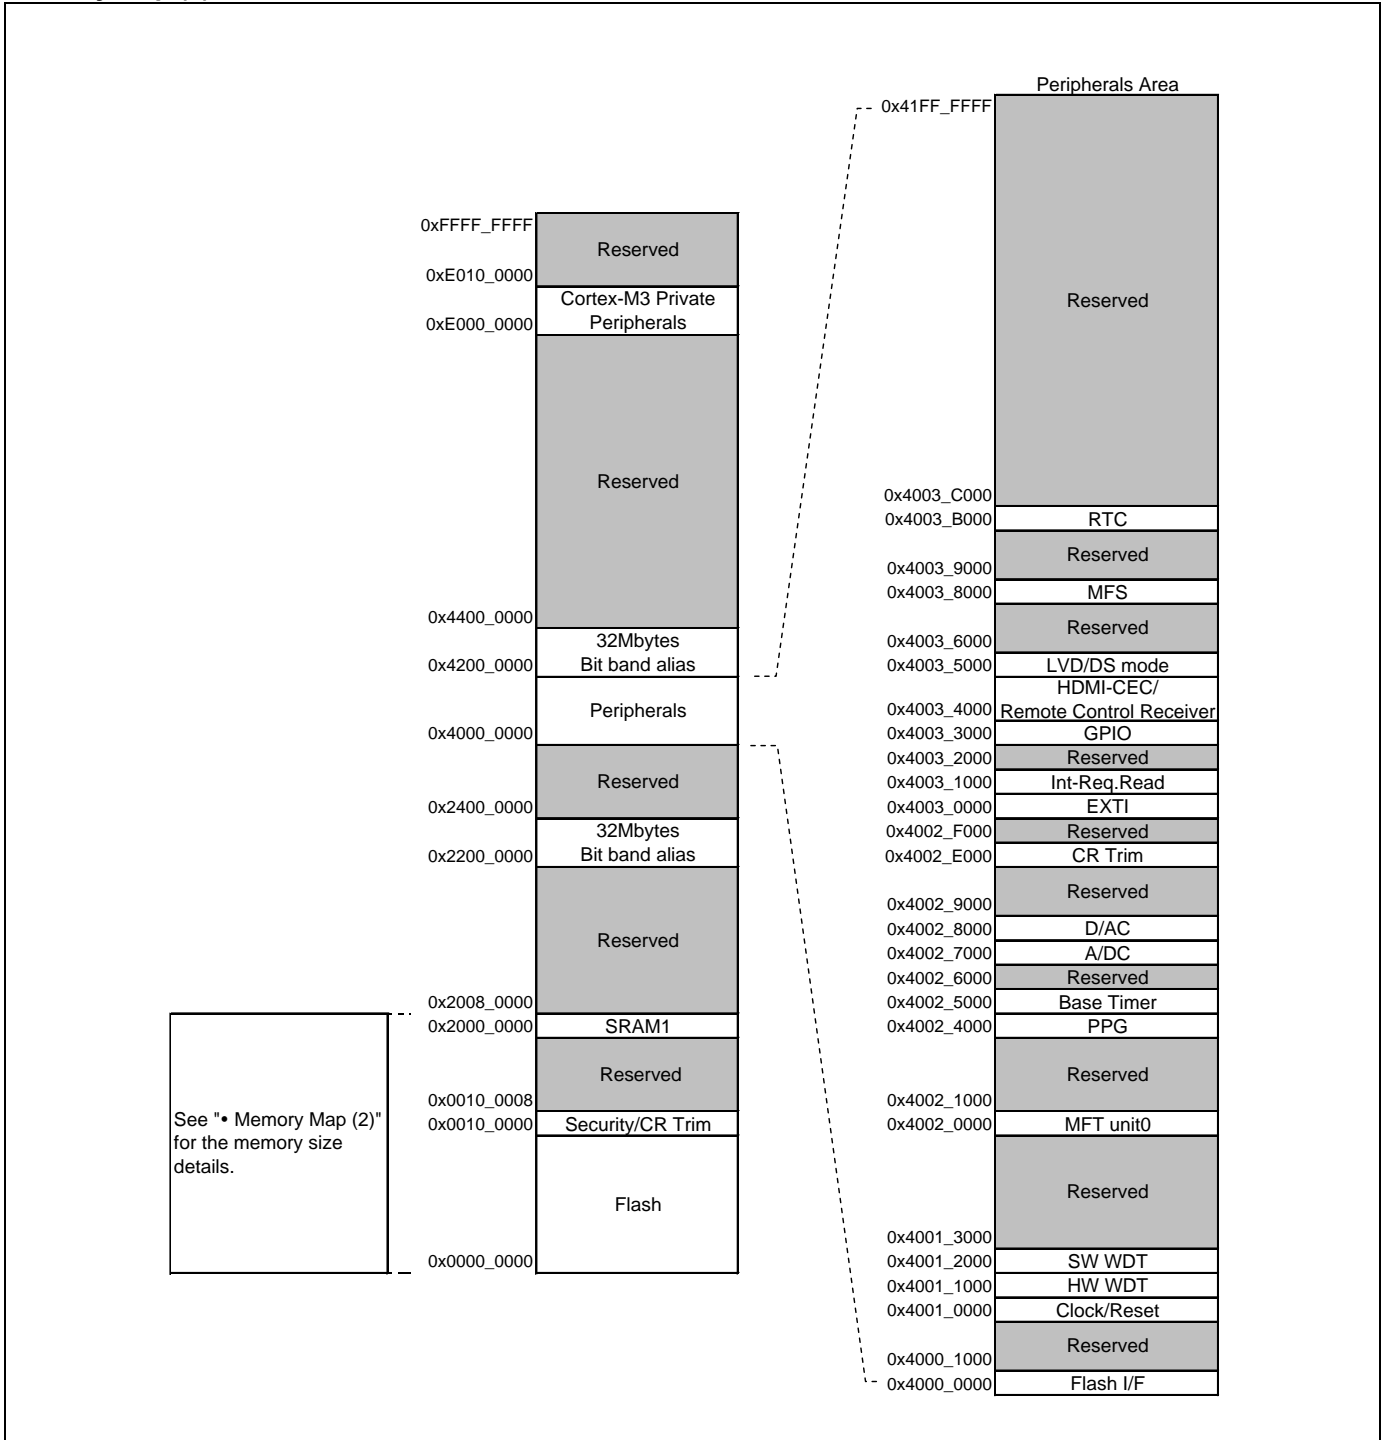 Peripherals Area
0x41FF_FFFF
Reserved
0x4003_C000
0x4003_B000 RTC
Reserved
0x4003_9000
0x4003_8000 MFS
Reserved
0x4003_6000
0x4003_5000 LVD/DS mode
HDMI-CEC/
0x4003_4000 Remote Control Receiver
0x4003_3000 GPIO
0x4003_2000 Reserved
0x4003_1000 Int-Req.Read
0x4003_0000 EXTI
0x4002_F000 Reserved
0x4002_E000 CR Trim
Reserved
0x4002_9000
0x4002_8000 D/AC
0x4002_7000 A/DC
0x4002_6000 Reserved
0x4002_5000 Base Timer
0x4002_4000 PPG
Reserved
0x4002_1000
0x4002_0000 MFT unit0
Reserved
0x4001_3000
0x4001_2000 SW WDT
0x4001_1000 HW WDT
0x4001_0000 Clock/Reset
Reserved
0x4000_1000
0x4000_0000 Flash I/F
0xFFFF_FFFF
Reserved
0xE010_0000
Cortex-M3 Private
0xE000_0000 Peripherals
Reserved
0x4400_0000
32Mbytes
0x4200_0000 Bit band alias
Peripherals
0x4000_0000
Reserved
0x2400_0000
32Mbytes
0x2200_0000 Bit band alias
Reserved
0x2008_0000
0x2000_0000 SRAM1
Reserved
0x0010_0008
0x0010_0000 Security/CR Trim
Flash
0x0000_0000
See "• Memory Map (2)"
for the memory size
details.